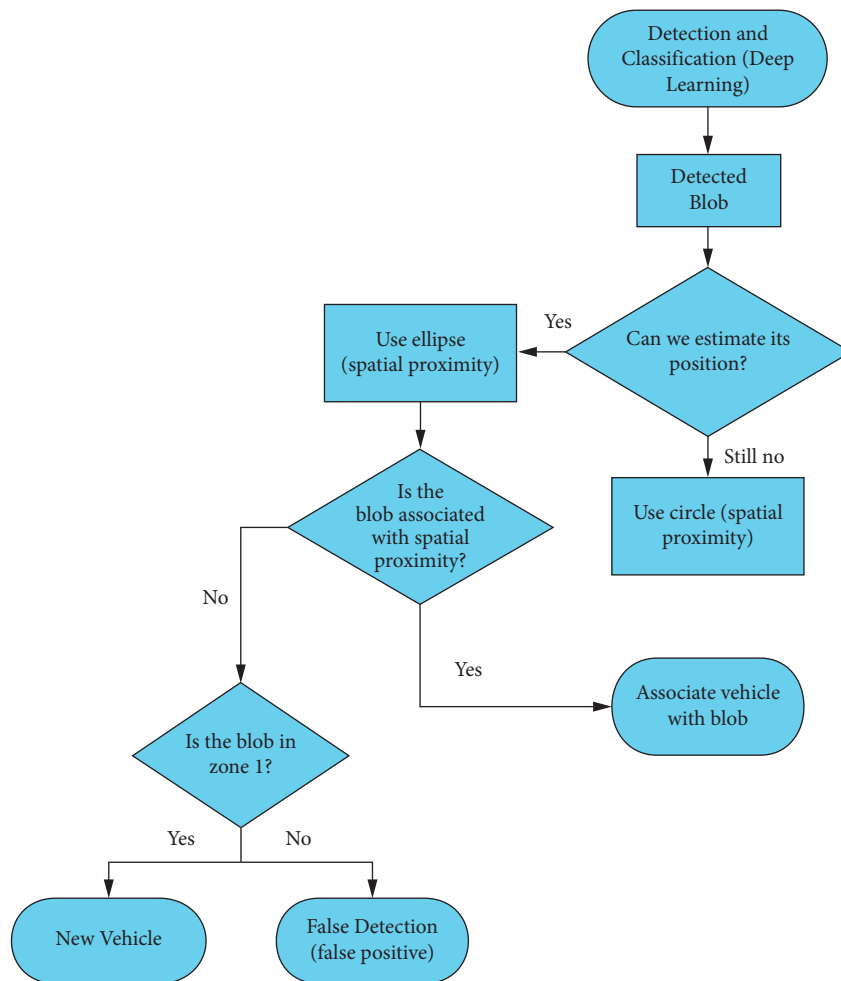 Detection and
Classification (Deep
Learning)
Detected
Blob
Can we estimate its
position?
Yes
Use ellipse
(spatial proximity)
Still no
Use circle (spatial
proximity)
Is the
blob associated
with spatial
proximity?
No
Yes
Associate vehicle
with blob
Is the blob in
zone 1?
Yes
No
New Vehicle
False Detection
(false positive)